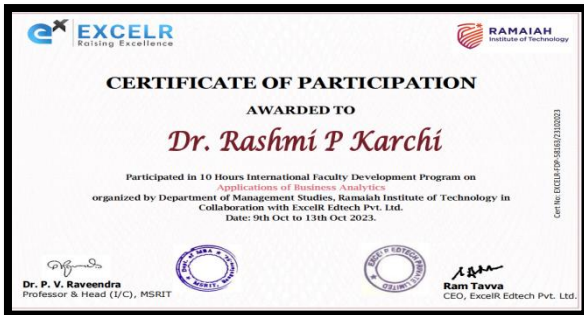 EXCELR
Raising Excellence
RAMAIAH
Institute of Technology
CERTIFICATE OF PARTICIPATION
AWARDED TO
Dr. Rashmi P Karchi
Participated in 10 Hours International Faculty Development Program on
Applications of Business Analytics
organized by Department of Management Studies, Ramaiah Institute of Technology in
Collaboration with ExcelR Edtech Pvt. Ltd.
Date: 9th Oct to 13th Oct 2023.
Cert No: EXCELR-FDP-58163/23102023
Dr. P. V. Raveendra
Professor & Head (I/C), MSRIT
Ram Tavva
CEO, ExcelR Edtech Pvt. Ltd.